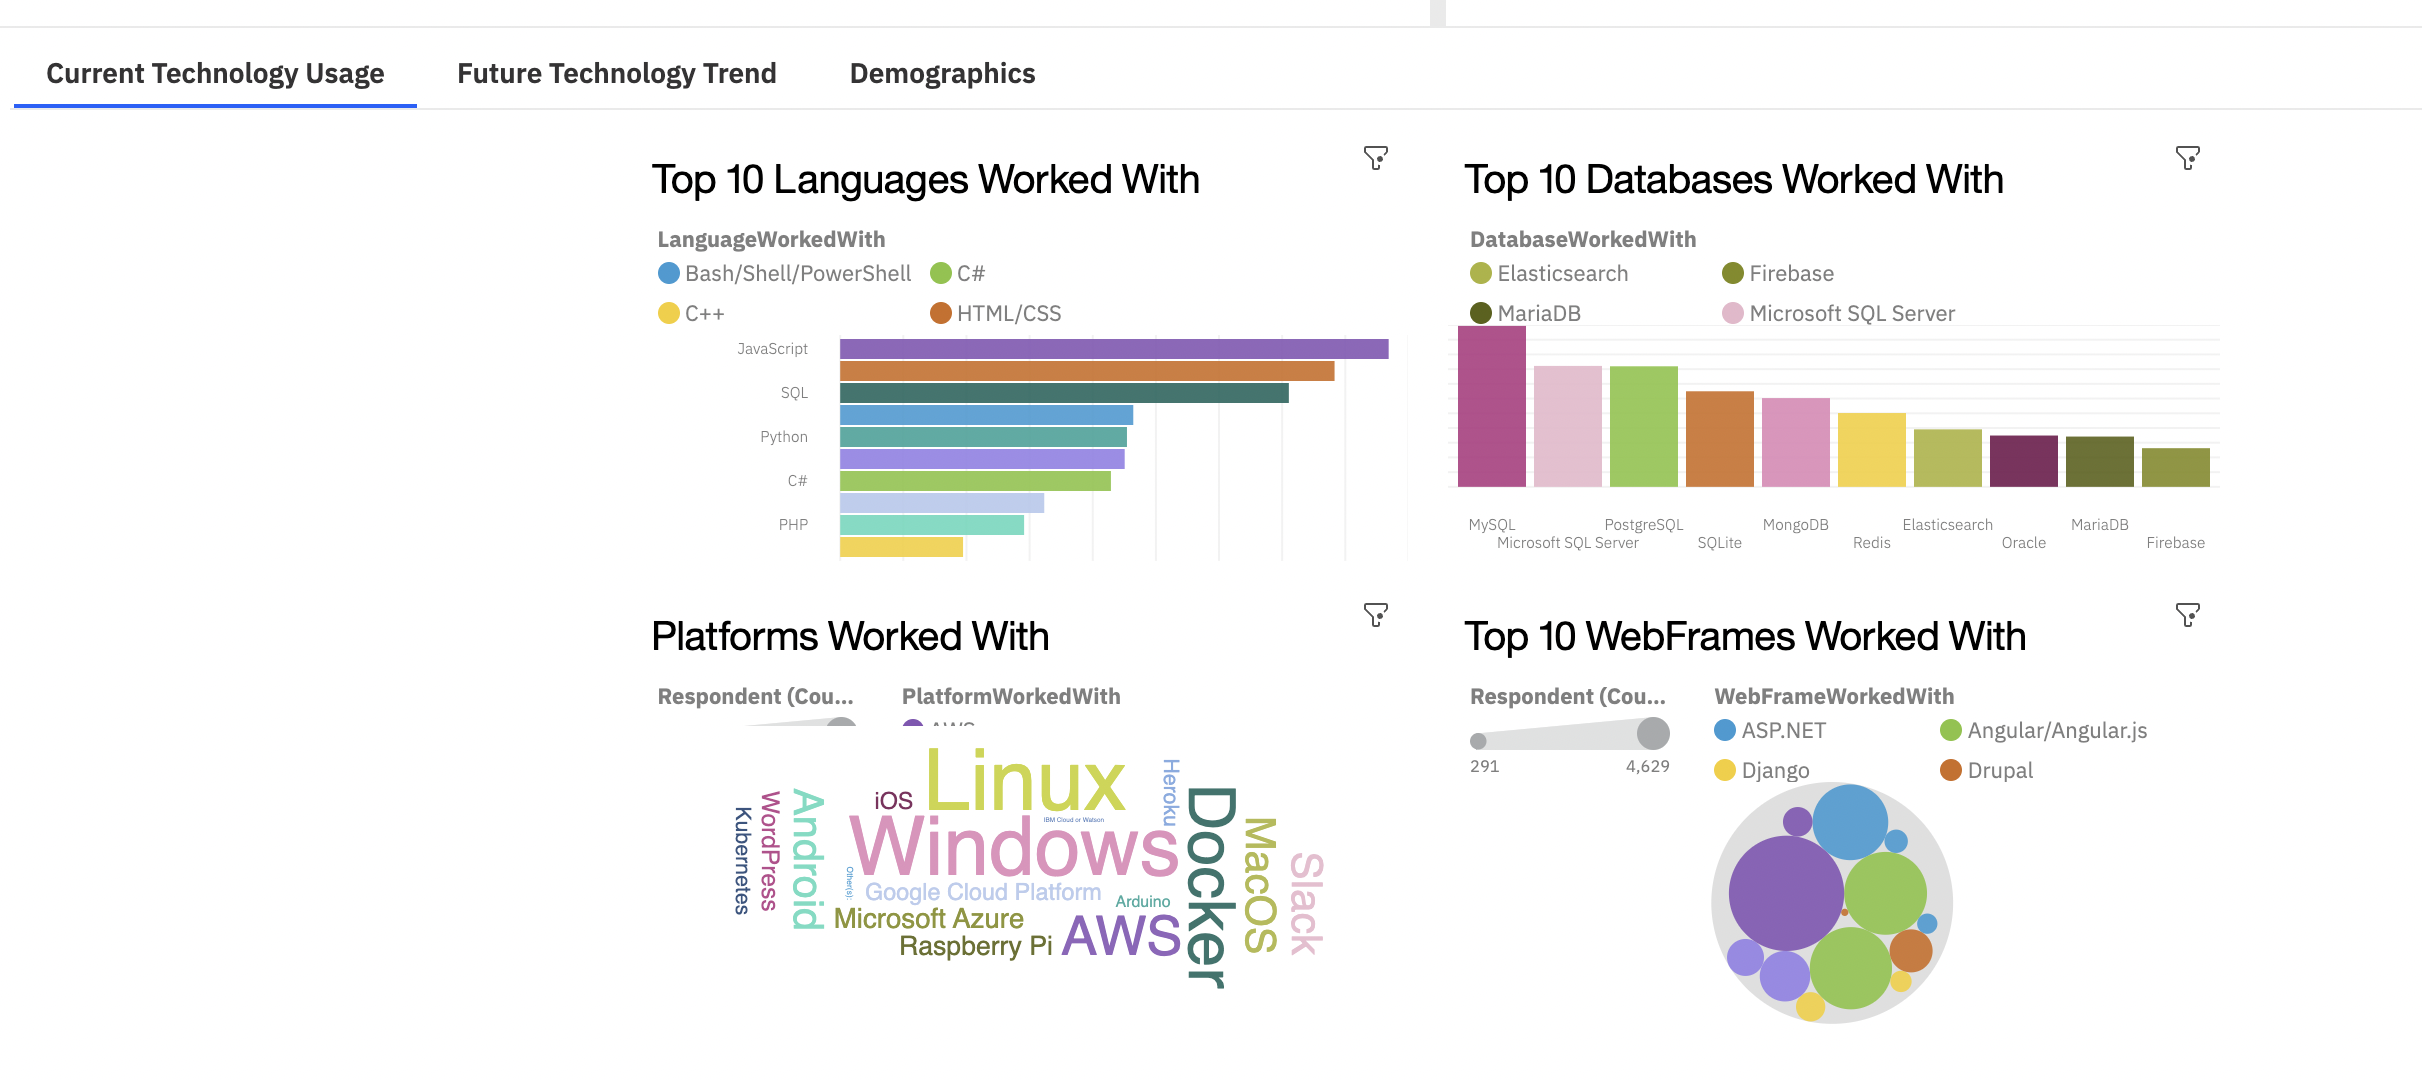 Current Technology Usage
Future Technology Trend
Demographics
Top 10 Languages Worked With
LanguageWorkedWith
Bash/Shell/PowerShell
C#
C++
HTML/CSS
JavaScript
SQL
Python
C#
PHP
Top 10 Databases Worked With
DatabaseWorkedWith
Elasticsearch
Firebase
MariaDB
Microsoft SQL Server
MySQL
Microsoft SQL Server
PostgreSQL
SQLite
MongoDB
Redis
Elasticsearch
Oracle
MariaDB
Firebase
Platforms Worked With
Respondent (Cou...
PlatformWorkedWith
AWS
Linux
iOS
Heroku
IBM Cloud or Watson
Windows
Docker
MacOS
Slack
Android
WordPress
Kubernetes
Other(s):
Google Cloud Platform
Arduino
Microsoft Azure
AWS
Raspberry Pi
Top 10 WebFrames Worked With
Respondent (Cou...
291
4,629
WebFrameWorkedWith
ASP.NET
Angular/Angular.js
Django
Drupal